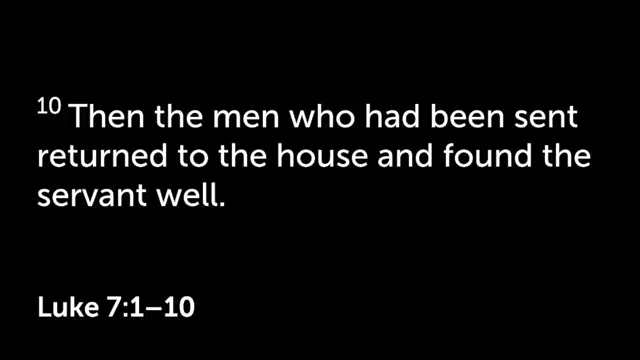 10 Then the men who had been sent
returned to the house and found the
servant well.
Luke 7:1–10